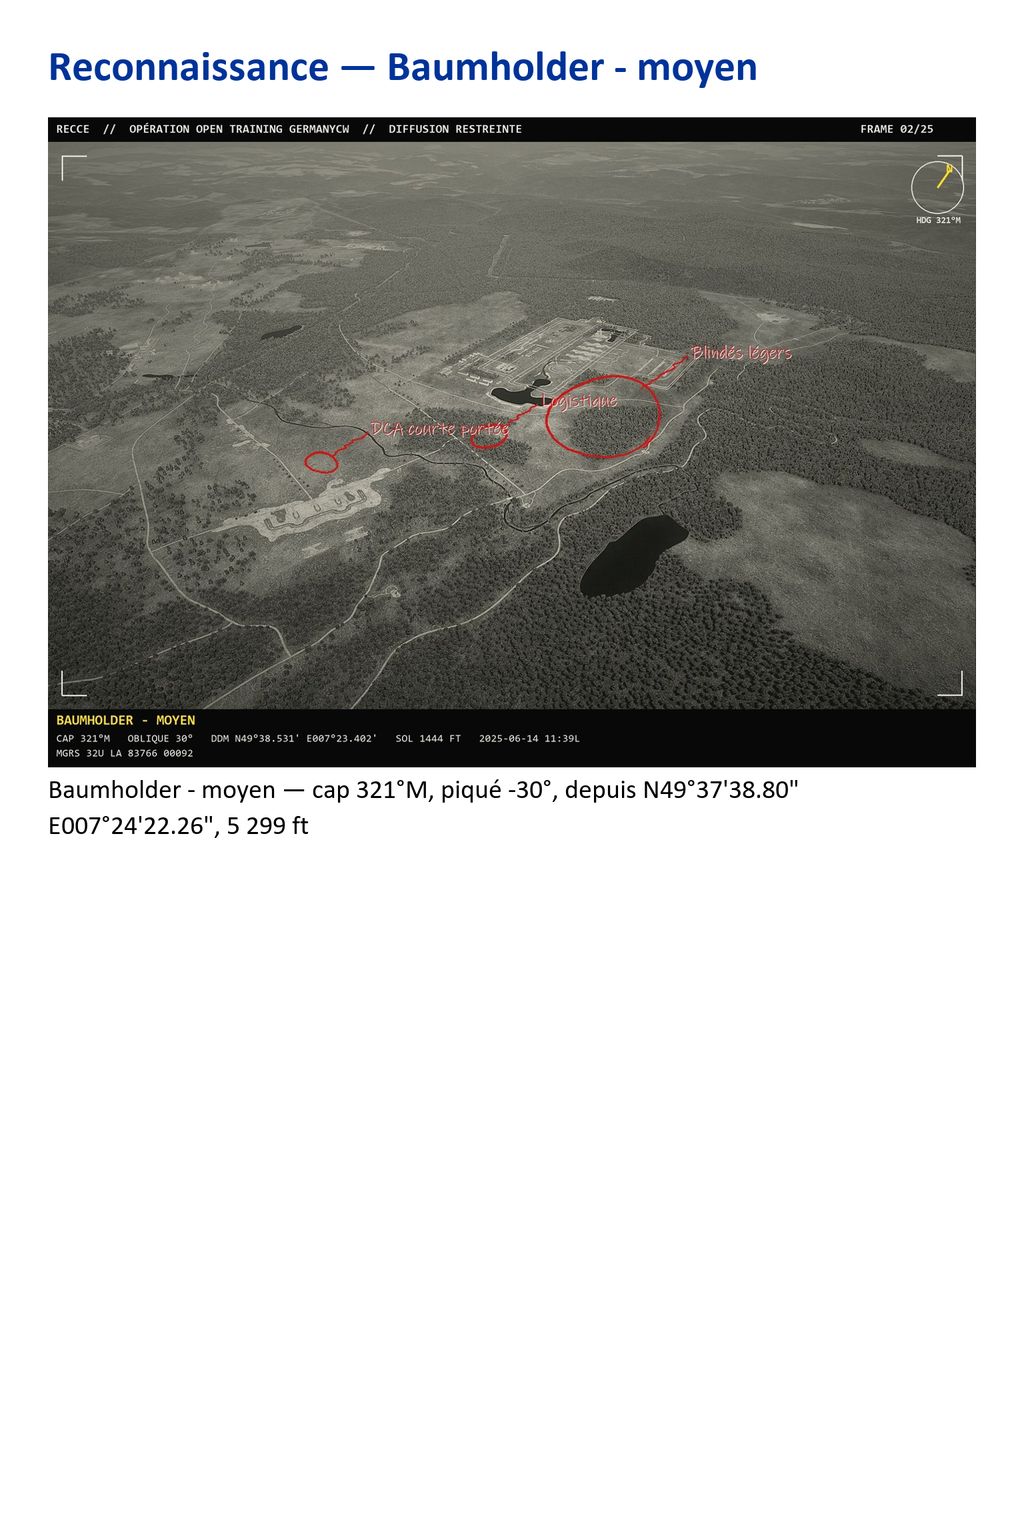 Reconnaissance — Baumholder - moyen
RECCE // OPÉRATION OPEN TRAINING GERMANYCW // DIFFUSION RESTREINTE FRAME 02/25
N
HDG 321°M
Blindés légers
Logistique
DCA courte portée
BAUMHOLDER - MOYEN
CAP 321°M OBLIQUE 30° DDM N49°38.531' E007°23.402' SOL 1444 FT 2025-06-14 11:39L
MGRS 32U LA 83766 00092
Baumholder - moyen — cap 321°M, piqué -30°, depuis N49°37'38.80"
E007°24'22.26", 5 299 ft